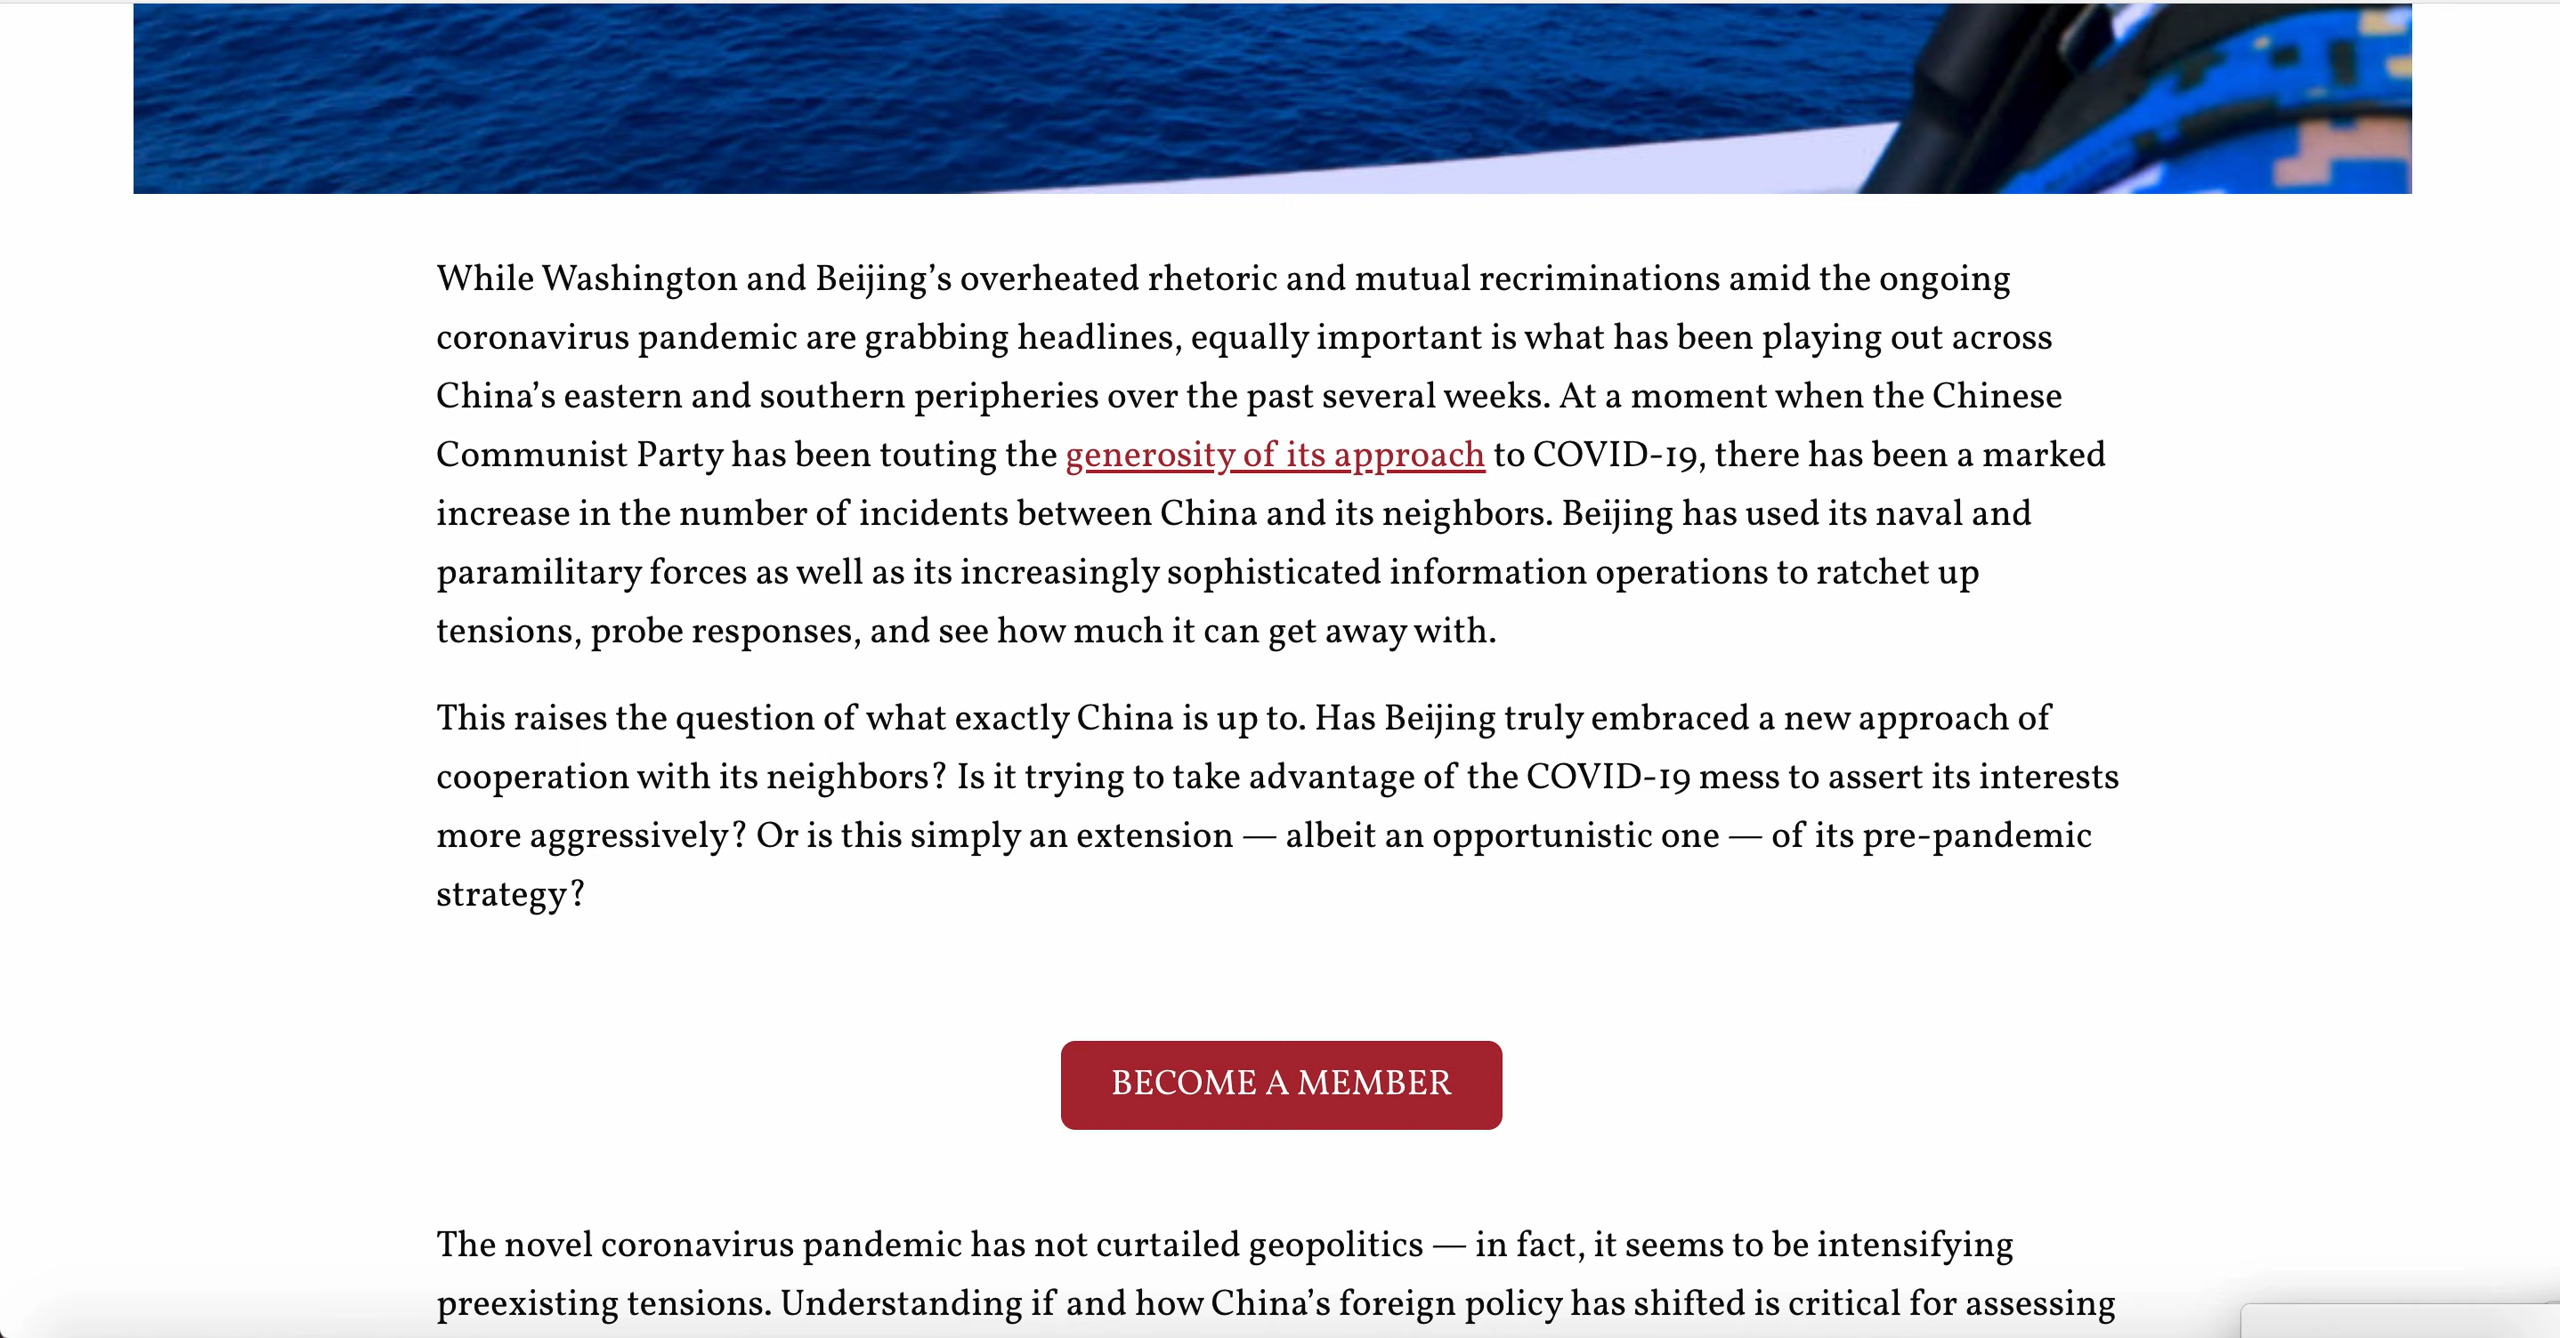 While Washington and Beijing’s overheated rhetoric and mutual recriminations amid the ongoing
coronavirus pandemic are grabbing headlines, equally important is what has been playing out across
China’s eastern and southern peripheries over the past several weeks. At a moment when the Chinese
Communist Party has been touting the generosity of its approach to COVID-19, there has been a marked
increase in the number of incidents between China and its neighbors. Beijing has used its naval and
paramilitary forces as well as its increasingly sophisticated information operations to ratchet up
tensions, probe responses, and see how much it can get away with.
This raises the question of what exactly China is up to. Has Beijing truly embraced a new approach of
cooperation with its neighbors? Is it trying to take advantage of the COVID-19 mess to assert its interests
more aggressively? Or is this simply an extension — albeit an opportunistic one — of its pre-pandemic
strategy?
BECOME A MEMBER
The novel coronavirus pandemic has not curtailed geopolitics — in fact, it seems to be intensifying
preexisting tensions. Understanding if and how China’s foreign policy has shifted is critical for assessing